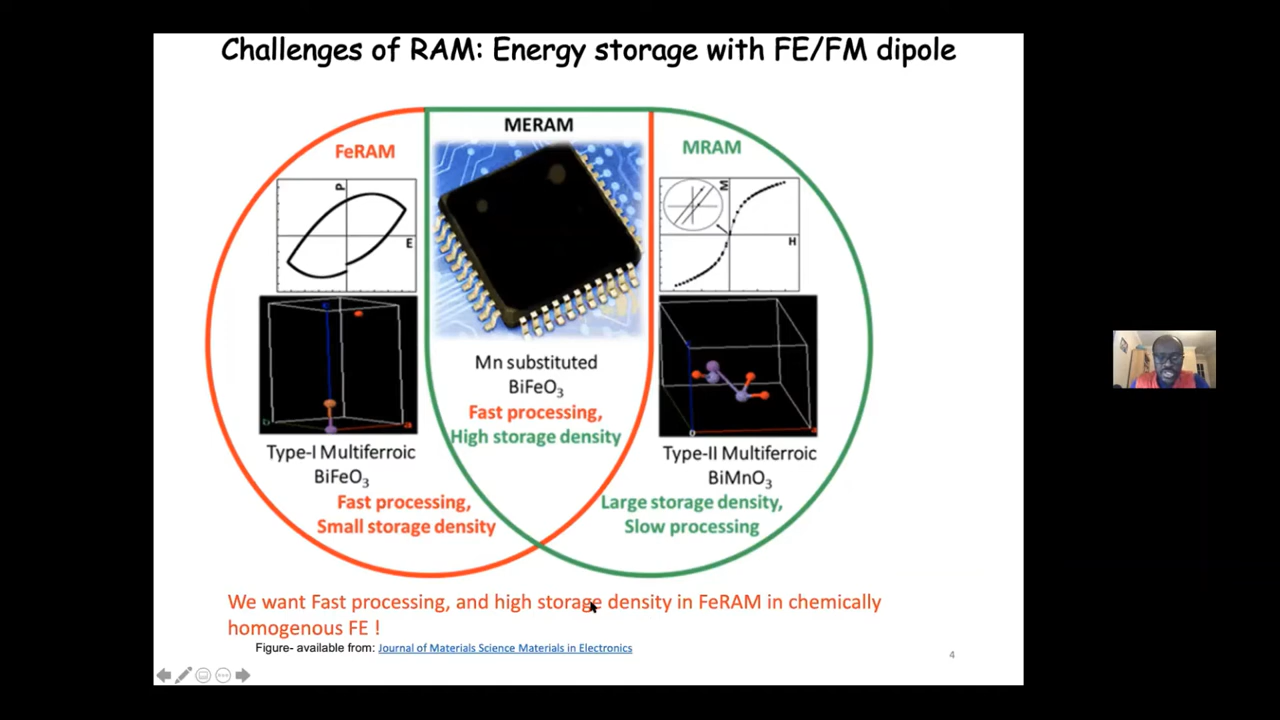 Challenges of RAM: Energy storage with FE/FM dipole
MERAM
FeRAM
MRAM
P
E
M
H
c
b
a
0
a
Mn substituted
BiFeO₃
Fast processing,
High storage density
Type-I Multiferroic
BiFeO₃
Fast processing,
Small storage density
Type-II Multiferroic
BiMnO₃
Large storage density,
Slow processing
We want Fast processing, and high storage density in FeRAM in chemically
homogenous FE !
Figure- available from: Journal of Materials Science Materials in Electronics
4